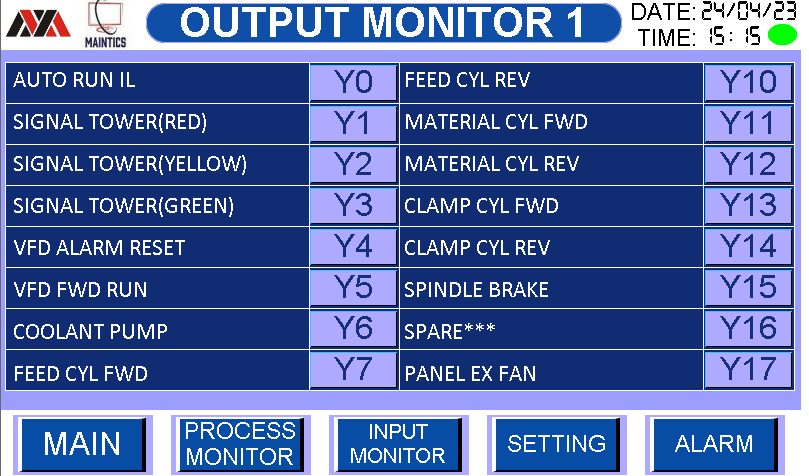 MAINTICS
OUTPUT MONITOR 1
DATE: 24/04/23
TIME: 15:15
AUTO RUN IL Y0 FEED CYL REV Y10
SIGNAL TOWER(RED) Y1 MATERIAL CYL FWD Y11
SIGNAL TOWER(YELLOW) Y2 MATERIAL CYL REV Y12
SIGNAL TOWER(GREEN) Y3 CLAMP CYL FWD Y13
VFD ALARM RESET Y4 CLAMP CYL REV Y14
VFD FWD RUN Y5 SPINDLE BRAKE Y15
COOLANT PUMP Y6 SPARE*** Y16
FEED CYL FWD Y7 PANEL EX FAN Y17
MAIN
PROCESS
MONITOR
INPUT
MONITOR
SETTING
ALARM